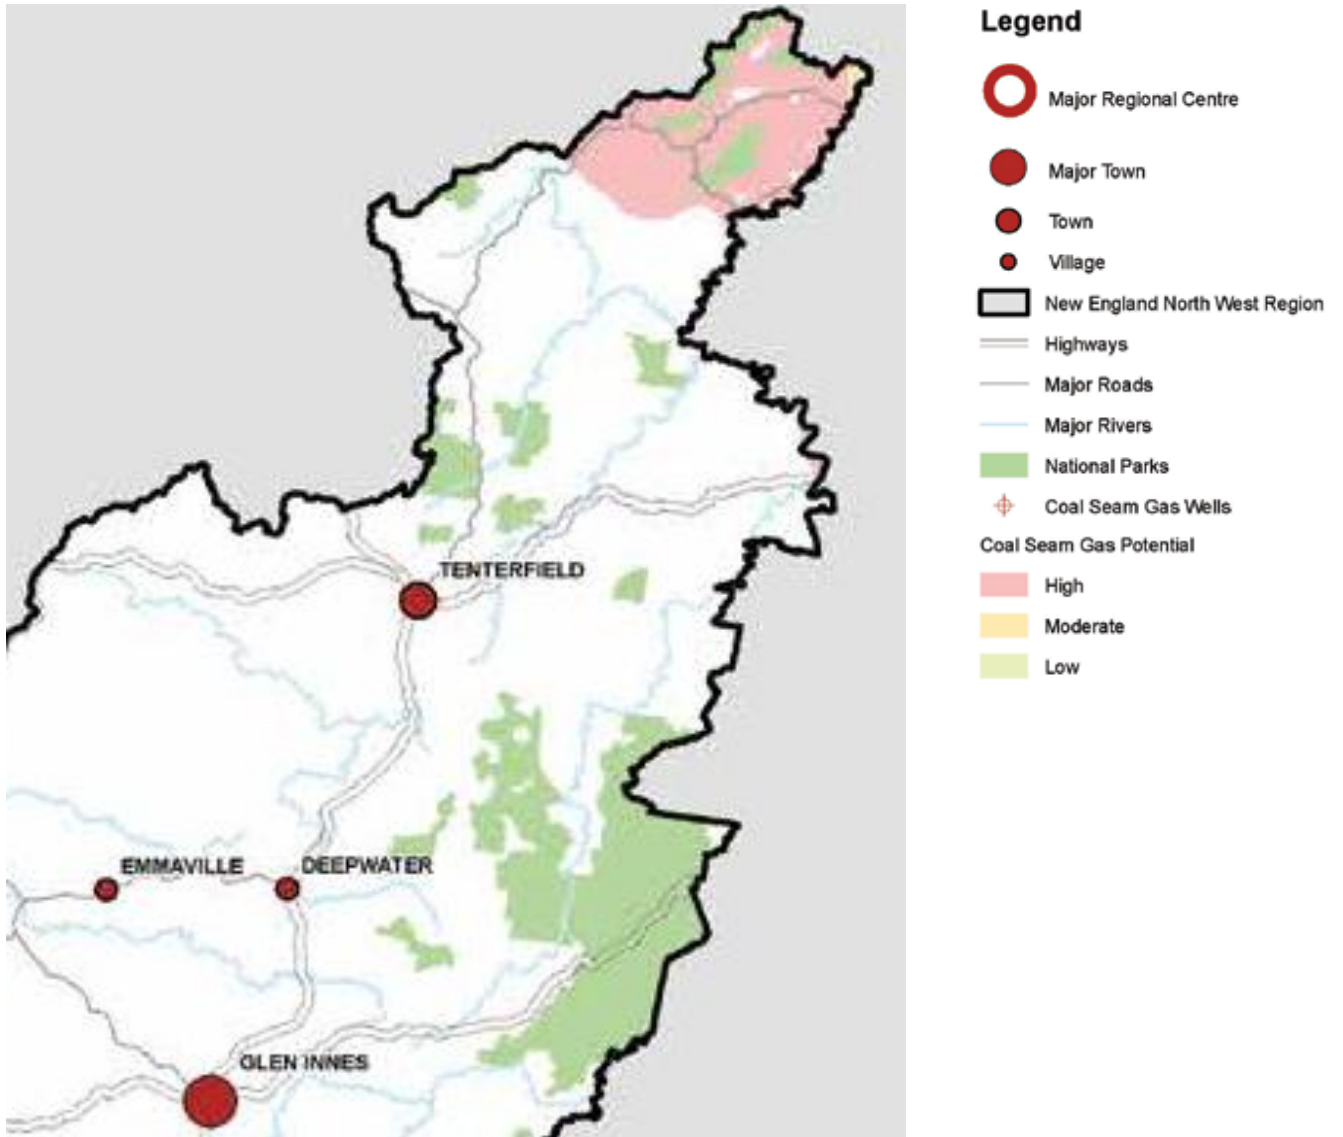 Legend
Major Regional Centre
Major Town
Town
Village
New England North West Region
Highways
Major Roads
Major Rivers
National Parks
Coal Seam Gas Wells
Coal Seam Gas Potential
High
Moderate
Low
TENTERFIELD
EMMAVILLE
DEEPWATER
GLEN INNES